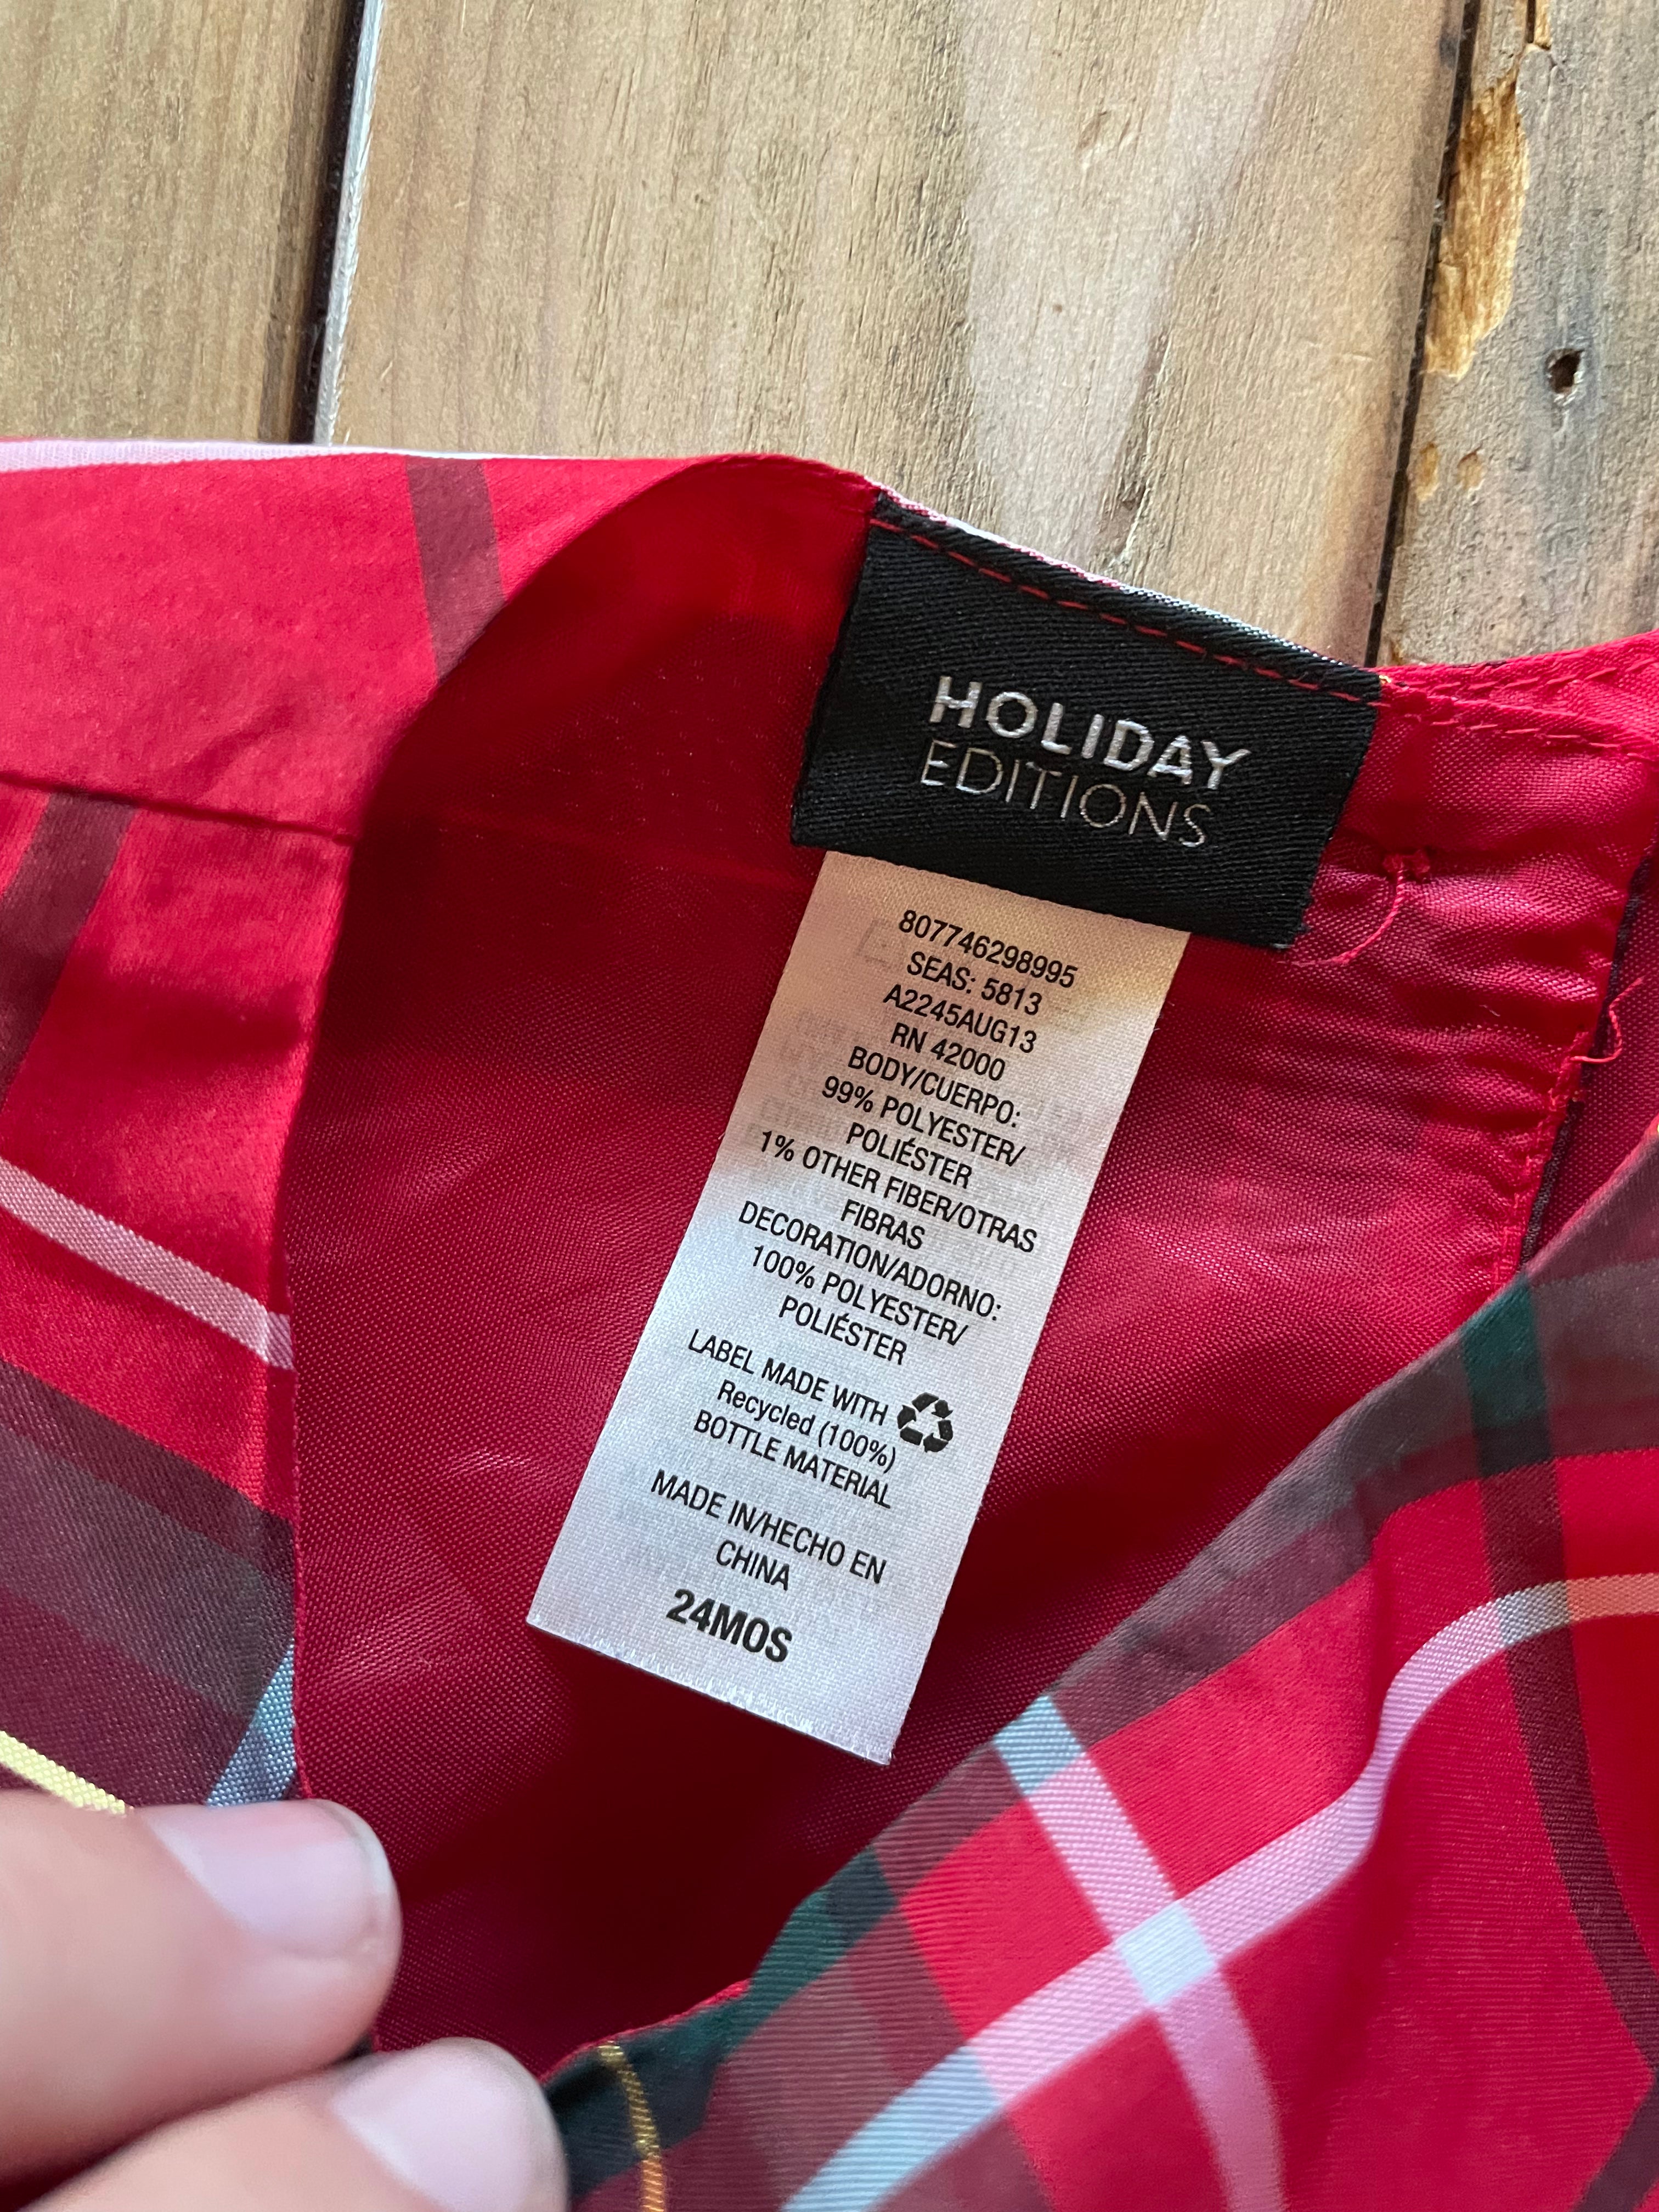 HOLIDAY
EDITIONS
807746298995
SEAS: 5813
A2245AUG13
RN 42000
BODY/CUERPO:
99% POLYESTER/
POLIÉSTER
1% OTHER FIBER/OTRAS
FIBRAS
DECORATION/ADORNO:
100% POLYESTER/
POLIÉSTER
LABEL MADE WITH
Recycled (100%)
BOTTLE MATERIAL
MADE IN/HECHO EN
CHINA
24MOS